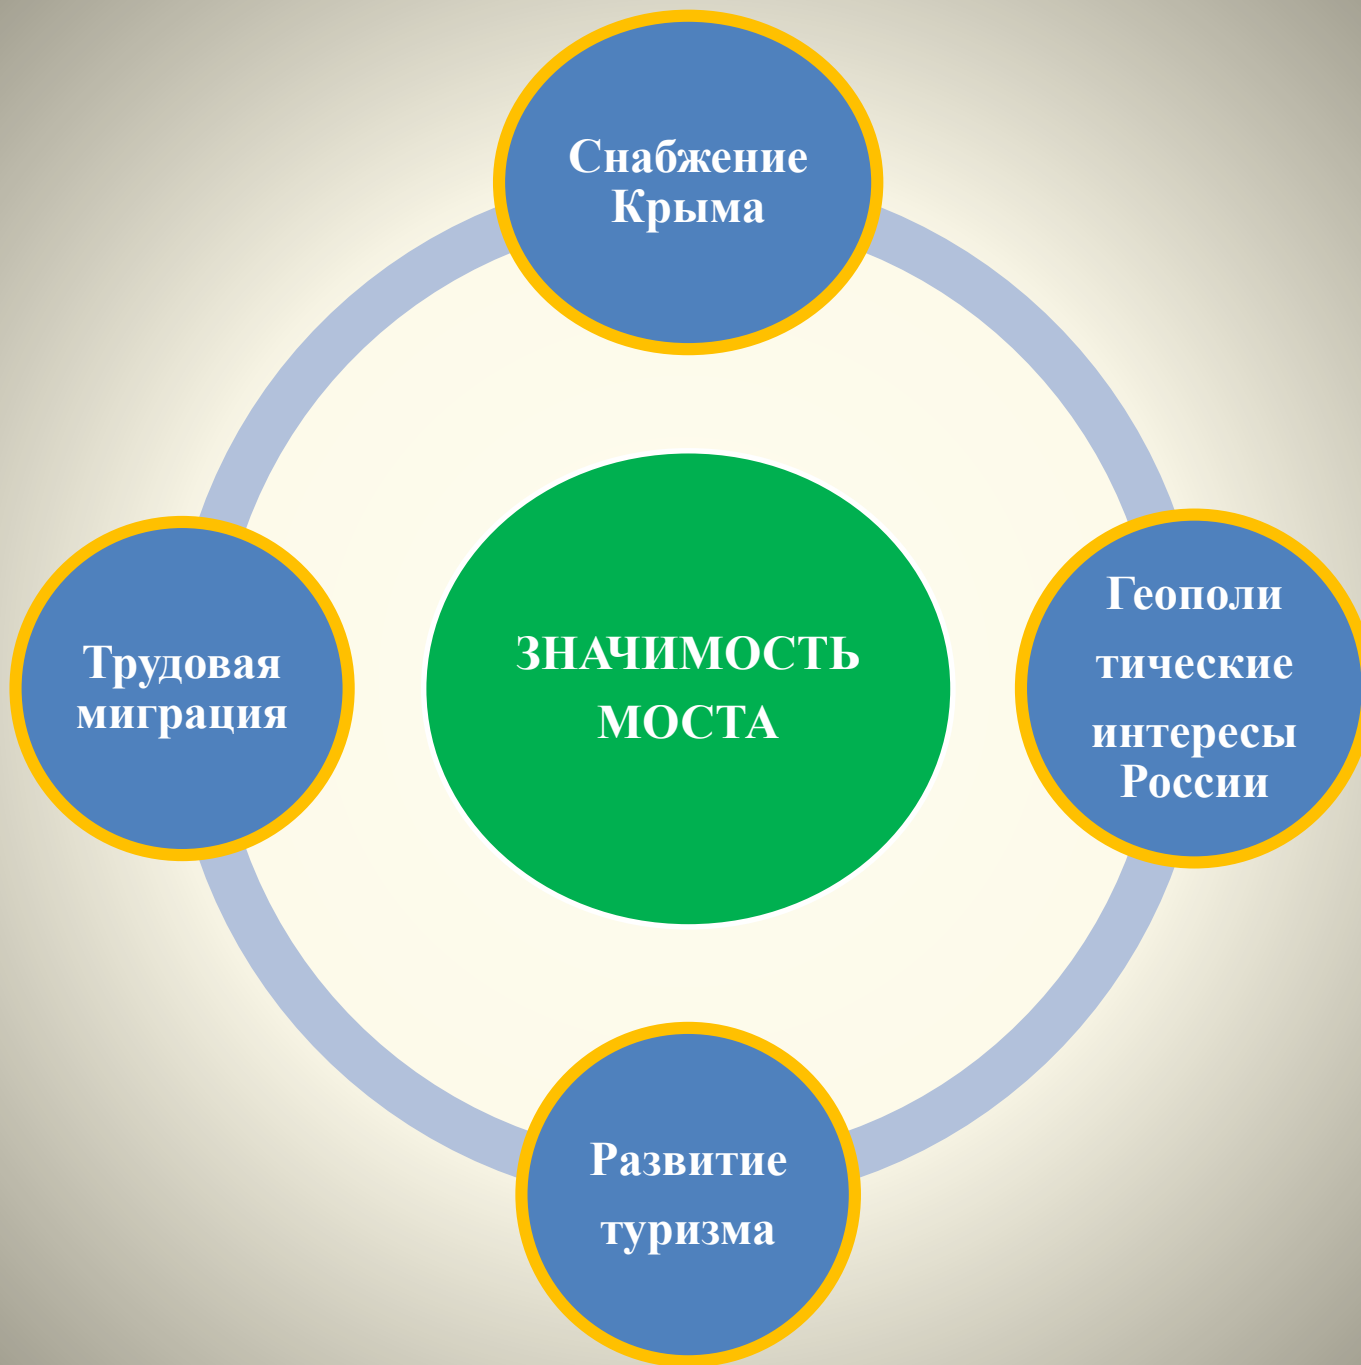 Снабжение
Крыма
Трудовая
миграция
ЗНАЧИМОСТЬ
МОСТА
Геополи
тические
интересы
России
Развитие
туризма